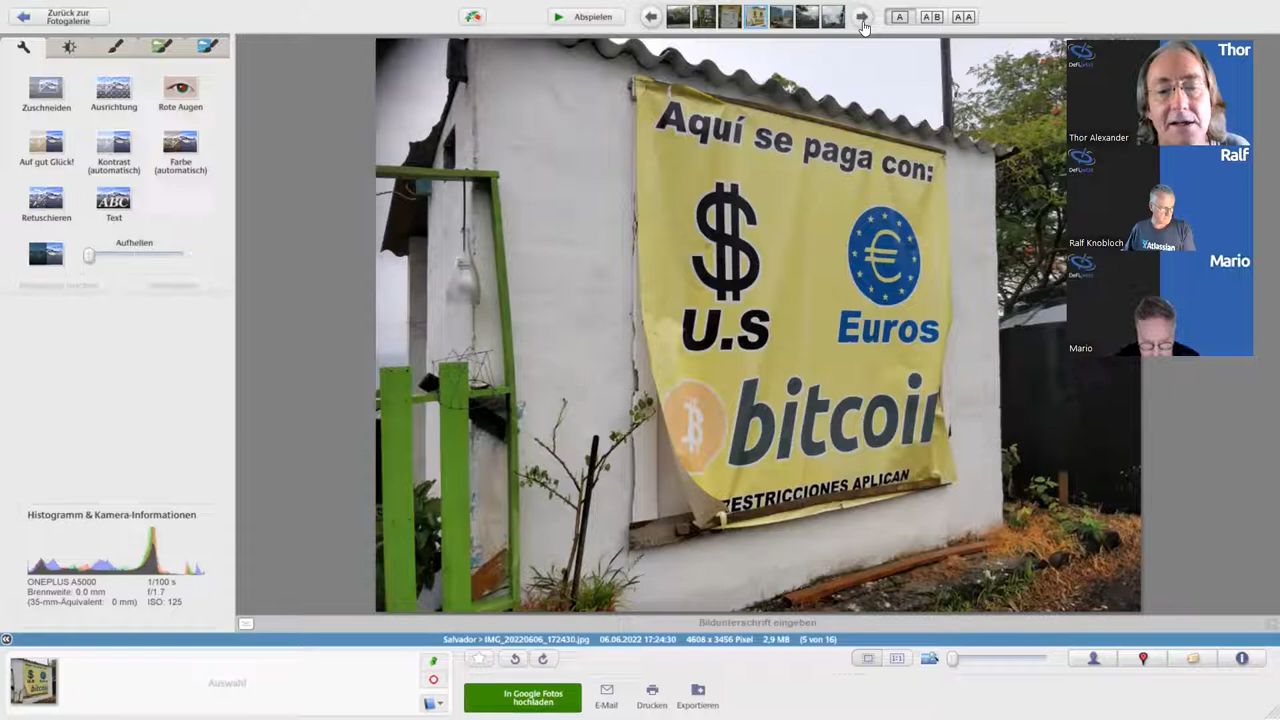 Zurück zur
Fotogalerie
Abspielen
A
A B
A A
Zuschneiden
Ausrichtung
Rote Augen
Auf gut Glück!
Kontrast
(automatisch)
Farbe
(automatisch)
Retuschieren
ABC
Text
Aufhellen
Histogramm & Kamera-Informationen
ONEPLUS A5000
f/100 s
Brennweite: 0.0 mm
f/1.7
(35-mm-Äquivalent: 0 mm)
ISO: 125
Aquí se paga con:
$
€
U.S
Euros
bitcoin
RESTRICCIONES APLICAN
Thor
Thor Alexander
Ralf
Ralf Knobloch
Atlassian
Mario
Mario
Bildunterschrift eingeben
Salvador > IMG_20220606_172430.jpg 06.06.2022 17:24:30 4608 x 3456 Pixel 2,9 MB (5 von 16)
Auswahl
In Google Fotos
hochladen
E-Mail
Drucken
Exportieren
1:1